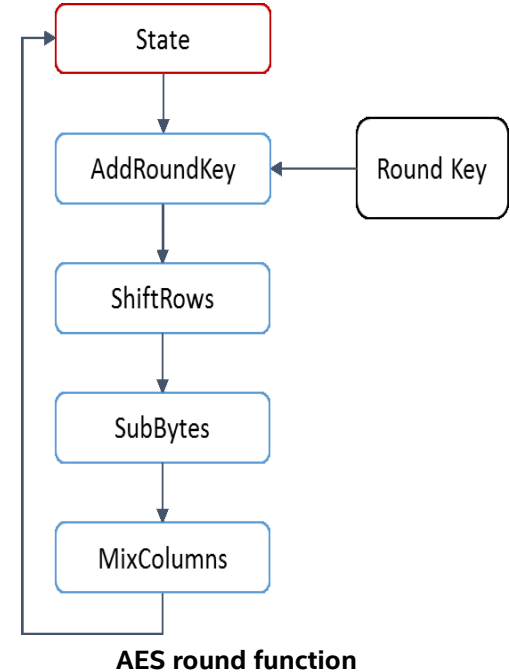 State
AddRoundKey
Round Key
ShiftRows
SubBytes
MixColumns
AES round function